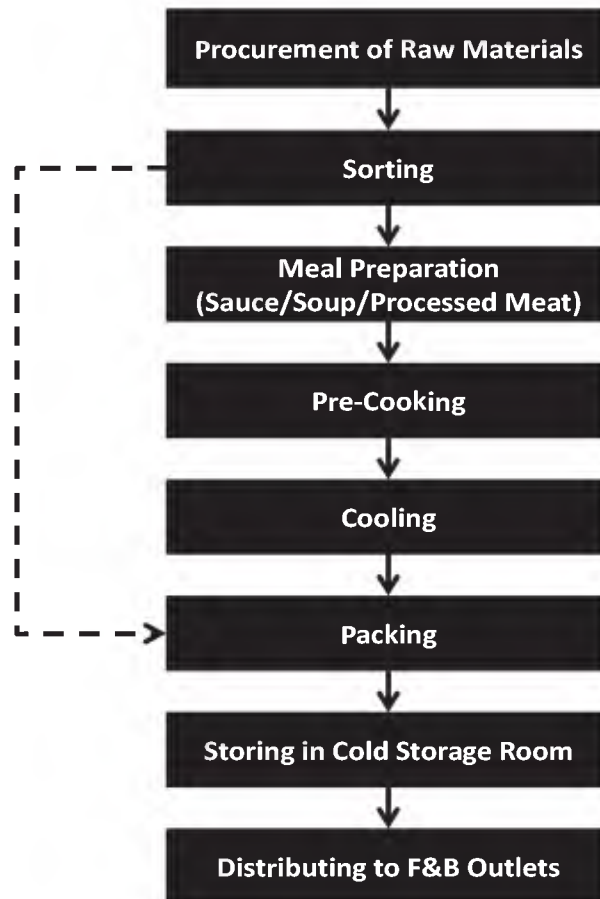 Procurement of Raw Materials
Sorting
Meal Preparation
(Sauce/Soup/Processed Meat)
Pre-Cooking
Cooling
Packing
Storing in Cold Storage Room
Distributing to F&B Outlets